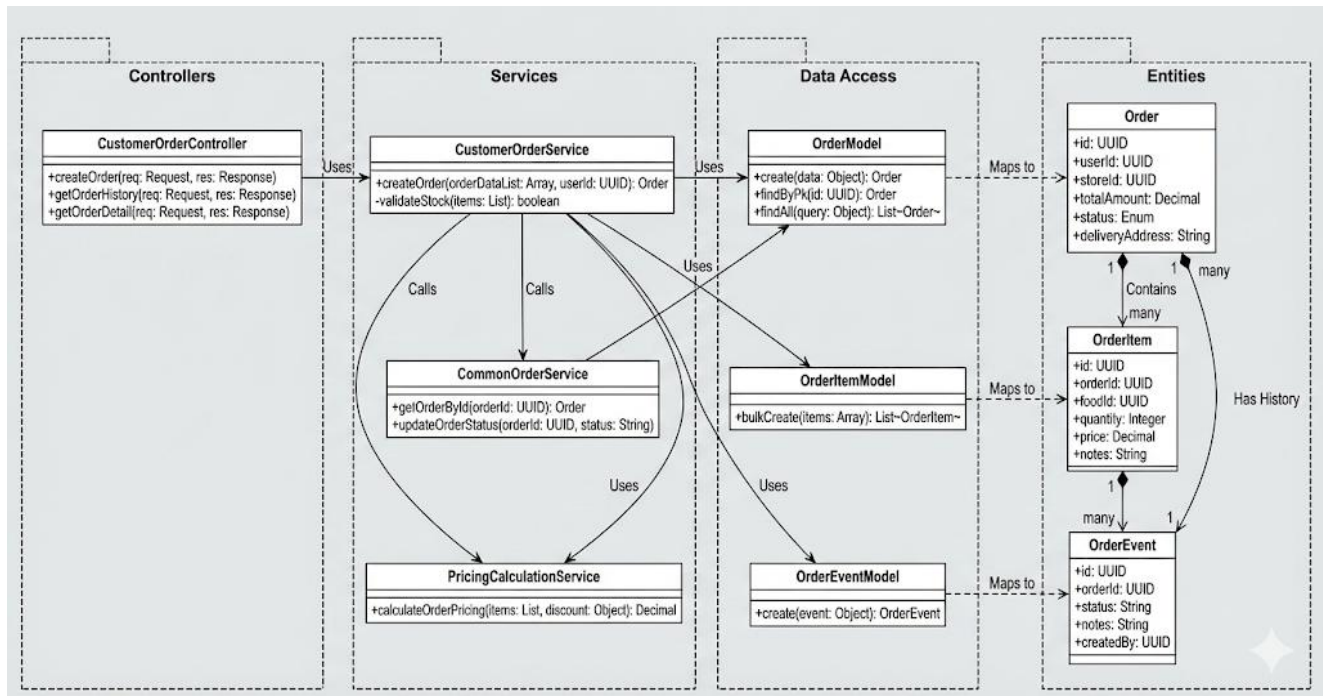 Controllers
CustomerOrderController
+createOrder(req: Request, res: Response)
+getOrderHistory(req: Request, res: Response)
+getOrderDetail(req: Request, res: Response)
Uses
Services
CustomerOrderService
+createOrder(orderDataList: Array, userId: UUID): Order
-validateStock(items: List): boolean
Calls
Calls
CommonOrderService
+getOrderById(orderId: UUID): Order
+updateOrderStatus(orderId: UUID, status: String)
Uses
PricingCalculationService
+calculateOrderPricing(items: List, discount: Object): Decimal
Uses
Uses
Uses
Data Access
OrderModel
+create(data: Object): Order
+findByPk(id: UUID): Order
+findAll(query: Object): List~Order~
OrderItemModel
+bulkCreate(items: Array): List~OrderItem~
OrderEventModel
+create(event: Object): OrderEvent
Maps to
Maps to
Maps to
Entities
Order
+id: UUID
+userId: UUID
+storeId: UUID
+totalAmount: Decimal
+status: Enum
+deliveryAddress: String
1
1
many
Contains
many
OrderItem
+id: UUID
+orderId: UUID
+foodId: UUID
+quantity: Integer
+price: Decimal
+notes: String
Has History
1
many
1
OrderEvent
+id: UUID
+orderId: UUID
+status: String
+notes: String
+createdBy: UUID